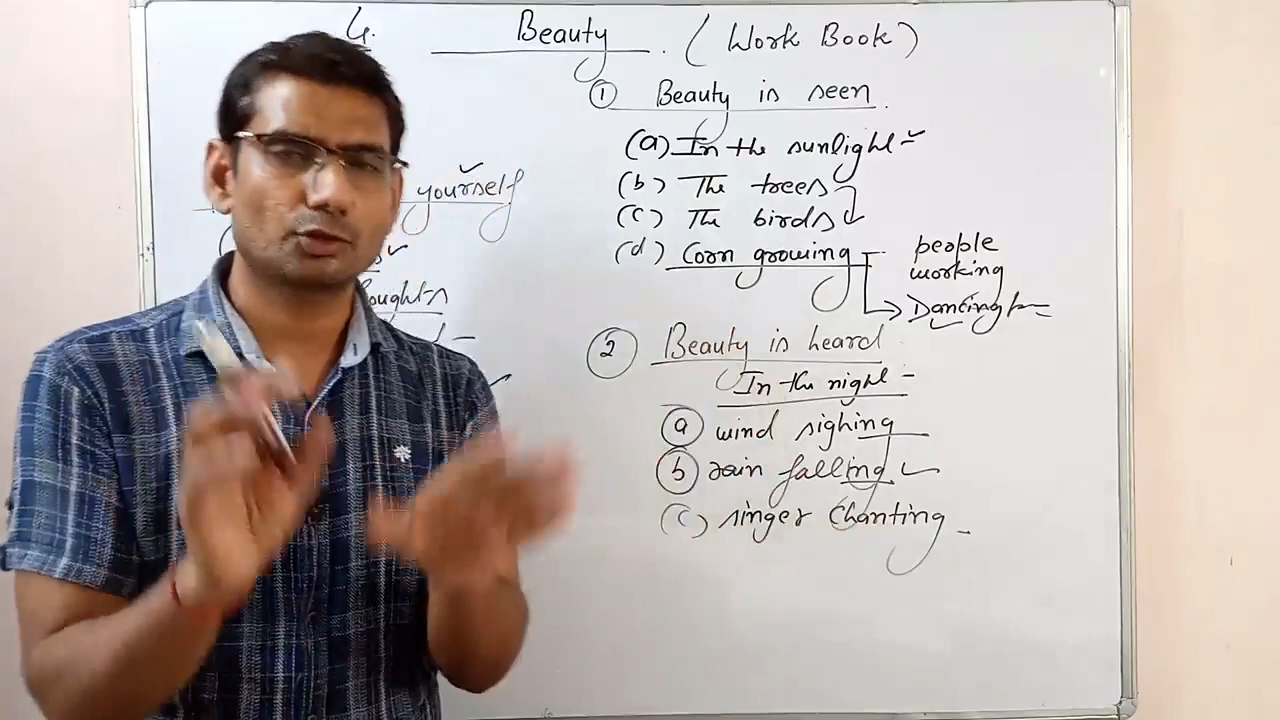 4. Beauty. (Work Book)
① Beauty is seen.
(a) In the sunlight
(b) The trees
(c) The birds
(d) Corn growing
people
working
Dancing
② Beauty is heard
In the night
ⓐ wind sighing
ⓑ rain falling
(c) singer chanting
yourself